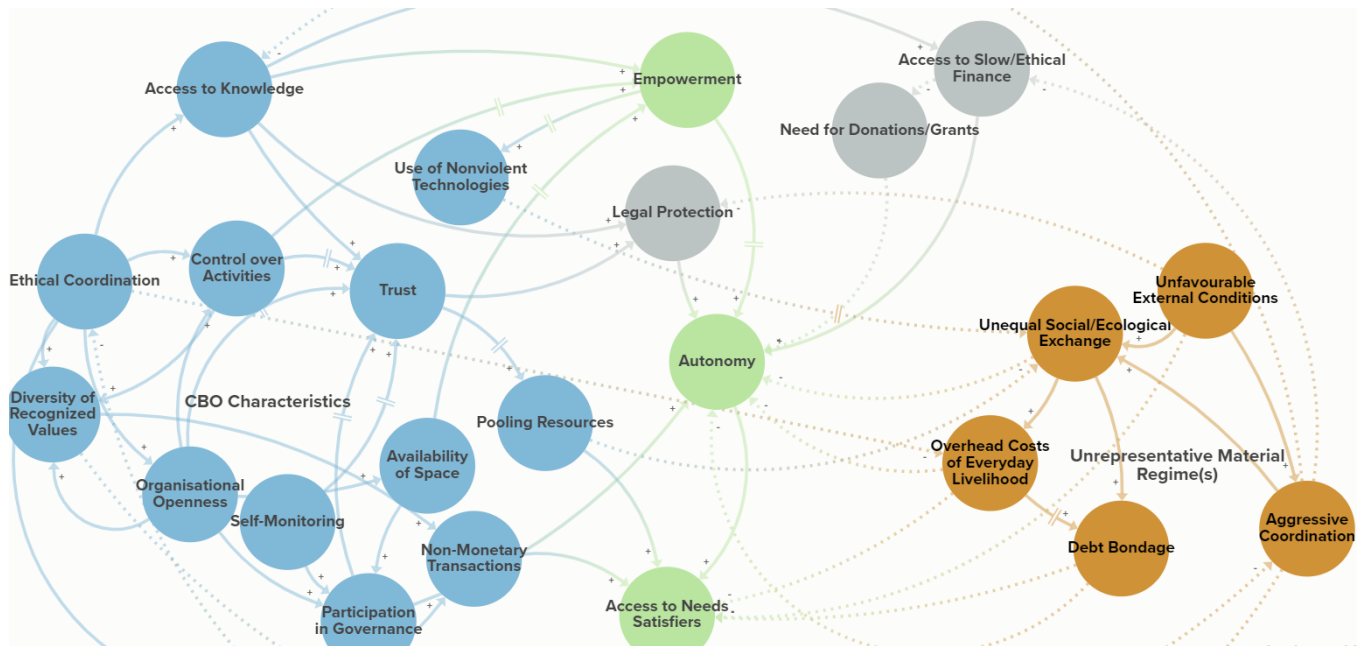 Access to Knowledge
Empowerment
Access to Slow/Ethical
Finance
Need for Donations/Grants
Use of Nonviolent
Technologies
Legal Protection
Ethical Coordination
Control over
Activities
Trust
Unfavourable
External Conditions
Unequal Social/Ecological
Exchange
Autonomy
Diversity of
Recognized
Values
CBO Characteristics
Pooling Resources
Availability
of Space
Overhead Costs
of Everyday
Livelihood
Unrepresentative Material
Regime(s)
Organisational
Openness
Self-Monitoring
Non-Monetary
Transactions
Debt Bondage
Aggressive
Coordination
Participation
in Governance
Access to Needs
Satisfiers